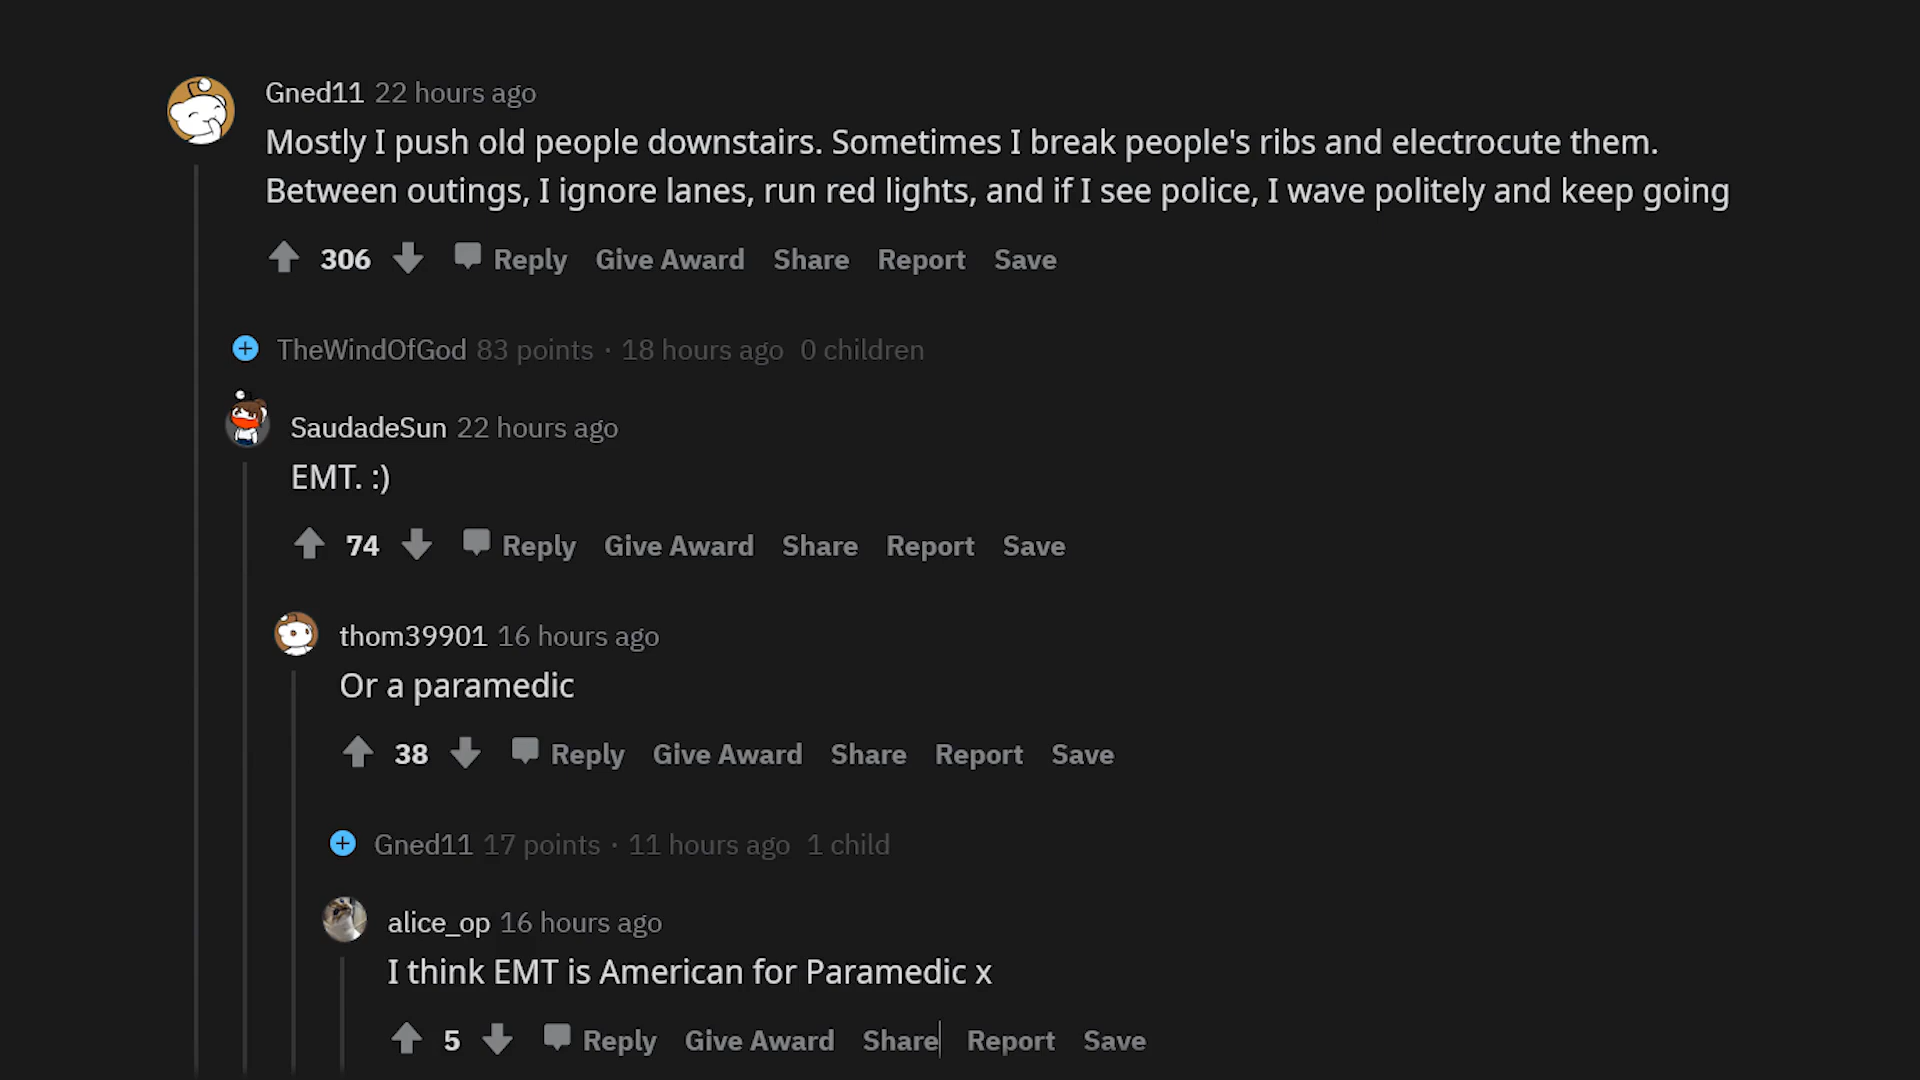 Gned11 22 hours ago
Mostly I push old people downstairs. Sometimes I break people's ribs and electrocute them.
Between outings, I ignore lanes, run red lights, and if I see police, I wave politely and keep going
306 Reply Give Award Share Report Save
TheWindOfGod 83 points · 18 hours ago 0 children
SaudadeSun 22 hours ago
EMT. :)
74 Reply Give Award Share Report Save
thom39901 16 hours ago
Or a paramedic
38 Reply Give Award Share Report Save
Gned11 17 points · 11 hours ago 1 child
alice_op 16 hours ago
I think EMT is American for Paramedic x
5 Reply Give Award Share Report Save